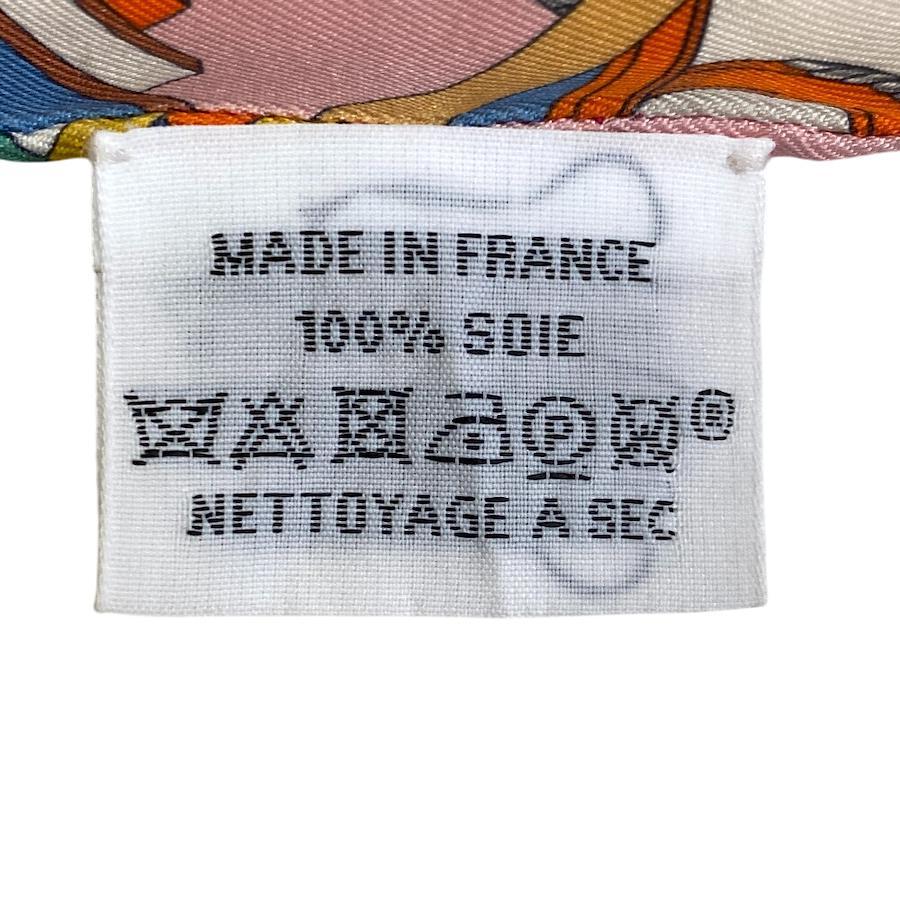 MADE IN FRANCE
100% SOIE
P ®
NETTOYAGE A SEC